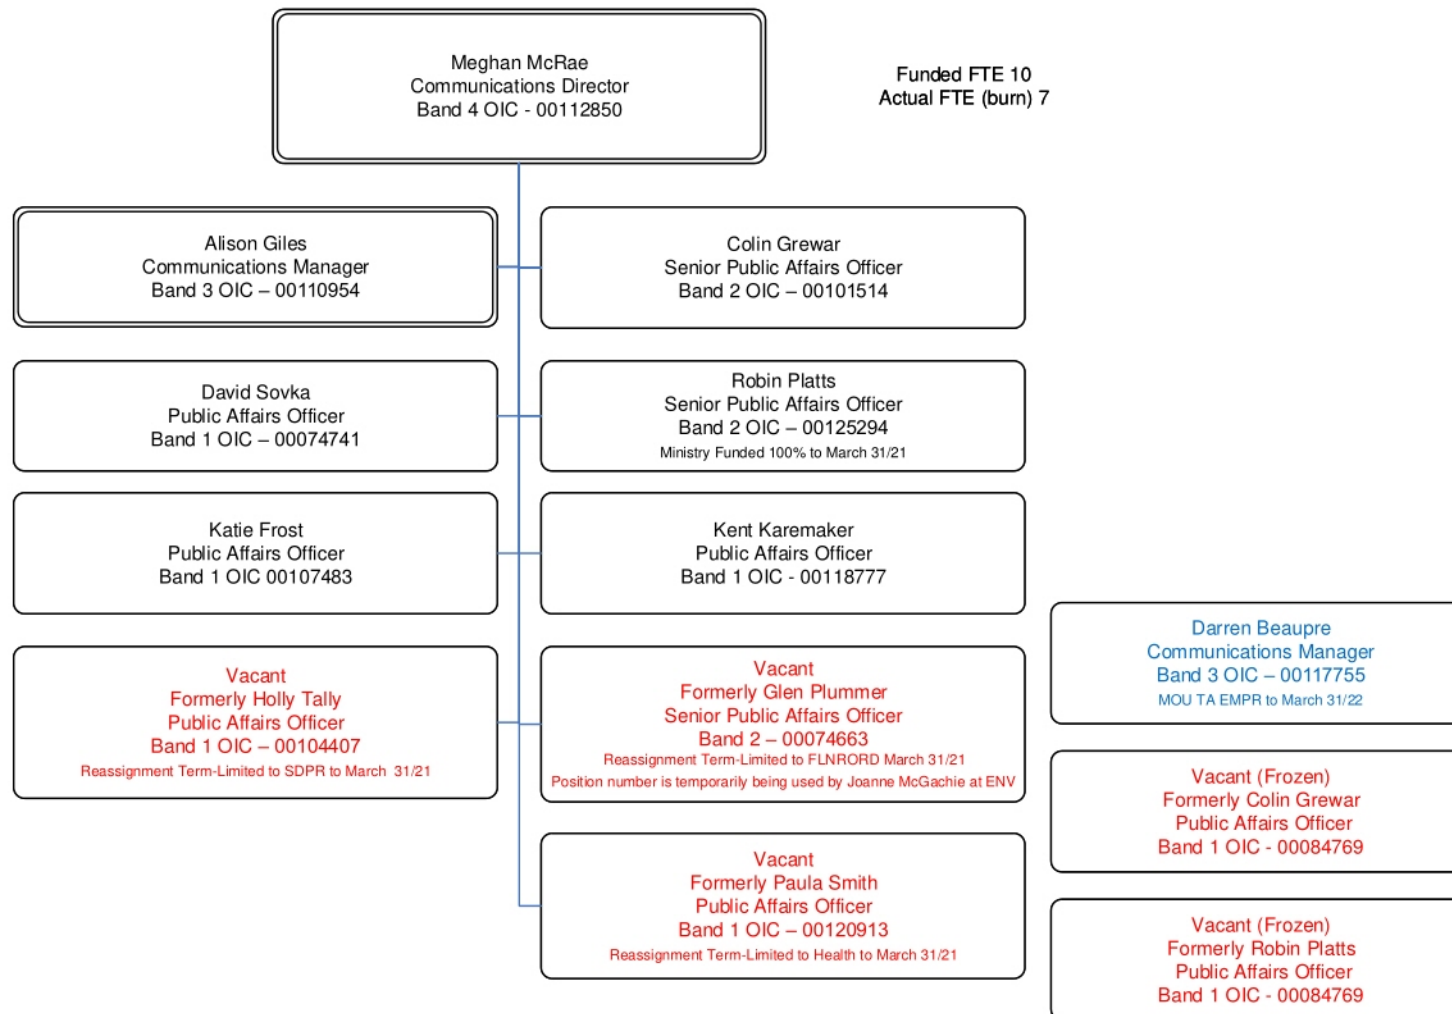 Meghan McRae
Communications Director
Band 4 OIC - 00112850
Funded FTE 10
Actual FTE (burn) 7
Alison Giles
Communications Manager
Band 3 OIC – 00110954
Colin Grewar
Senior Public Affairs Officer
Band 2 OIC – 00101514
David Sovka
Public Affairs Officer
Band 1 OIC – 00074741
Robin Platts
Senior Public Affairs Officer
Band 2 OIC – 00125294
Ministry Funded 100% to March 31/21
Katie Frost
Public Affairs Officer
Band 1 OIC 00107483
Kent Karemaker
Public Affairs Officer
Band 1 OIC - 00118777
Darren Beaupre
Communications Manager
Band 3 OIC – 00117755
MOU TA EMPR to March 31/22
Vacant
Formerly Holly Tally
Public Affairs Officer
Band 1 OIC – 00104407
Reassignment Term-Limited to SDPR to March 31/21
Vacant
Formerly Glen Plummer
Senior Public Affairs Officer
Band 2 – 00074663
Reassignment Term-Limited to FLNRORD March 31/21
Position number is temporarily being used by Joanne McGachie at ENV
Vacant (Frozen)
Formerly Colin Grewar
Public Affairs Officer
Band 1 OIC - 00084769
Vacant
Formerly Paula Smith
Public Affairs Officer
Band 1 OIC – 00120913
Reassignment Term-Limited to Health to March 31/21
Vacant (Frozen)
Formerly Robin Platts
Public Affairs Officer
Band 1 OIC - 00084769